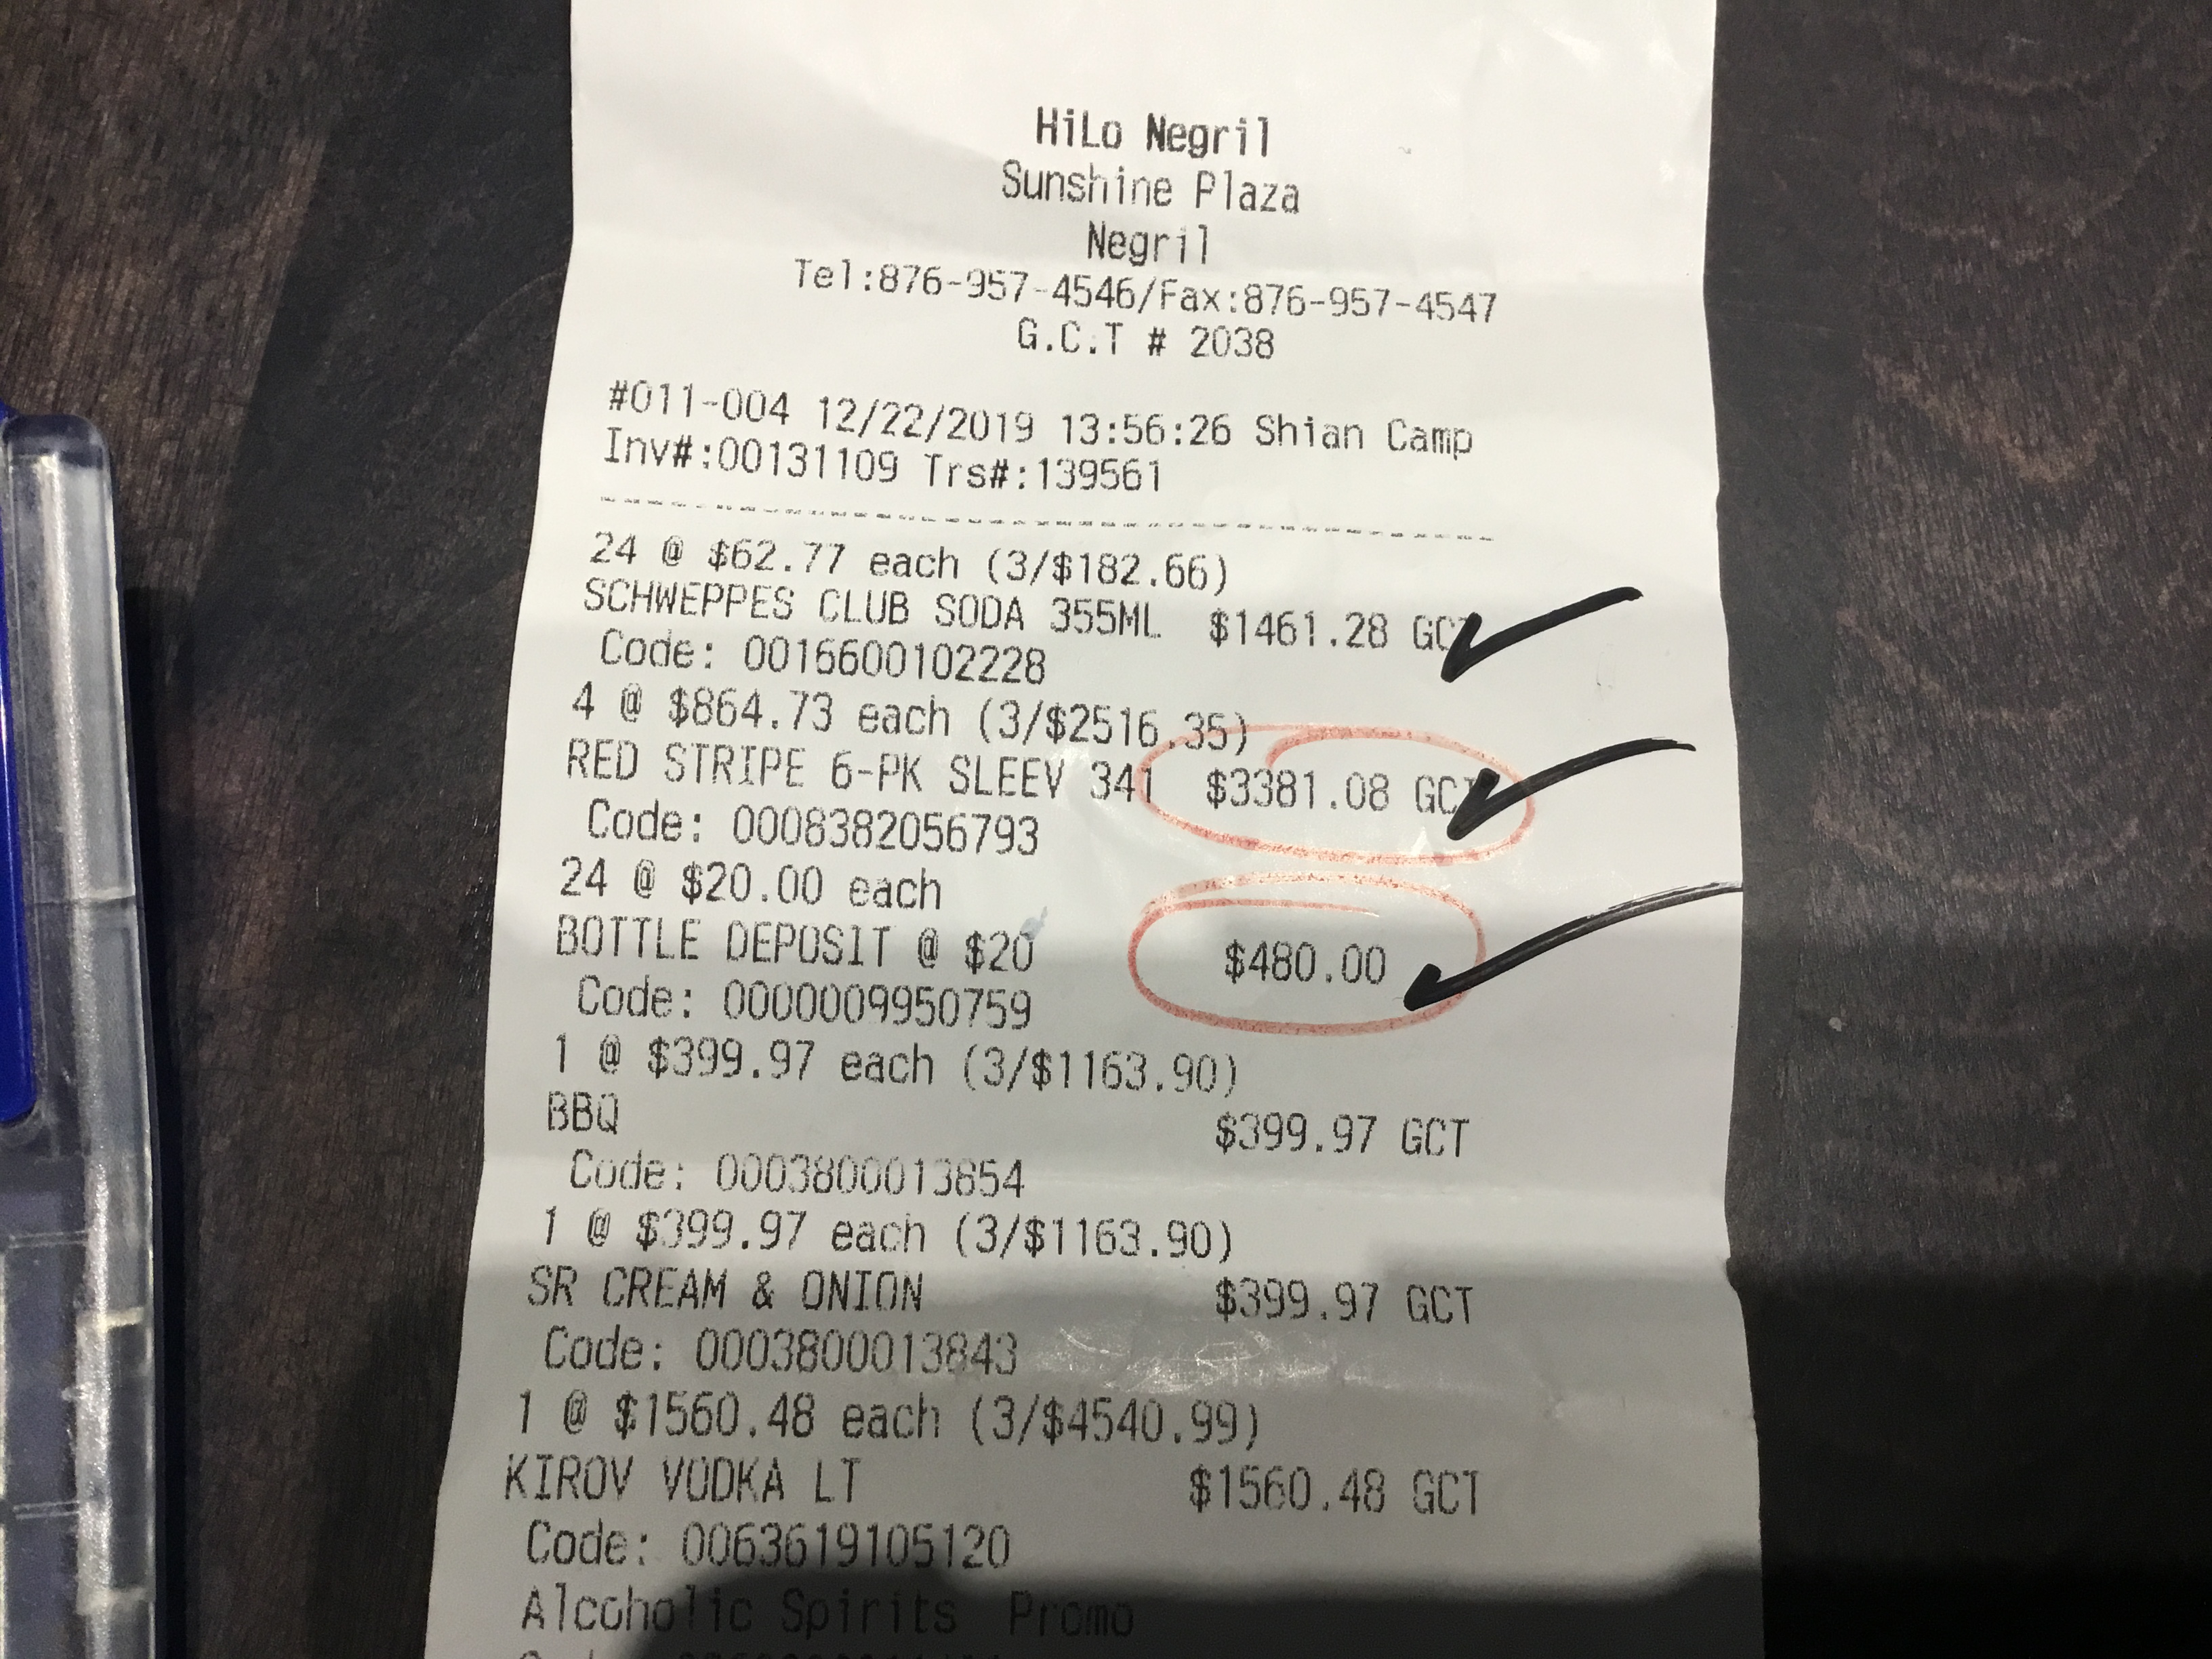 HiLo Negril
Sunshine Plaza
Negril
Tel:876-957-4546/Fax:876-957-4547
G.C.T # 2038
#011-004 12/22/2019 13:56:26 Shian Camp
Inv#:00131109 Trs#:139561
24 @ $62.77 each (3/$182.66)
SCHWEPPES CLUB SODA 355ML $1461.28 GCT
Code: 0016600102228
4 @ $864.73 each (3/$2516.35)
RED STRIPE 6-PK SLEEV 341 $3381.08 GCT
Code: 0008382056793
24 @ $20.00 each
BOTTLE DEPOSIT @ $20 $480.00
Code: 0000009950759
1 @ $399.97 each (3/$1163.90)
BBQ $399.97 GCT
Code: 0003800013854
1 @ $399.97 each (3/$1163.90)
SR CREAM & ONION $399.97 GCT
Code: 0003800013843
1 @ $1560.48 each (3/$4540.99)
KIROV VODKA LT $1560.48 GCT
Code: 0063619105120
Alcoholic Spirits Promo